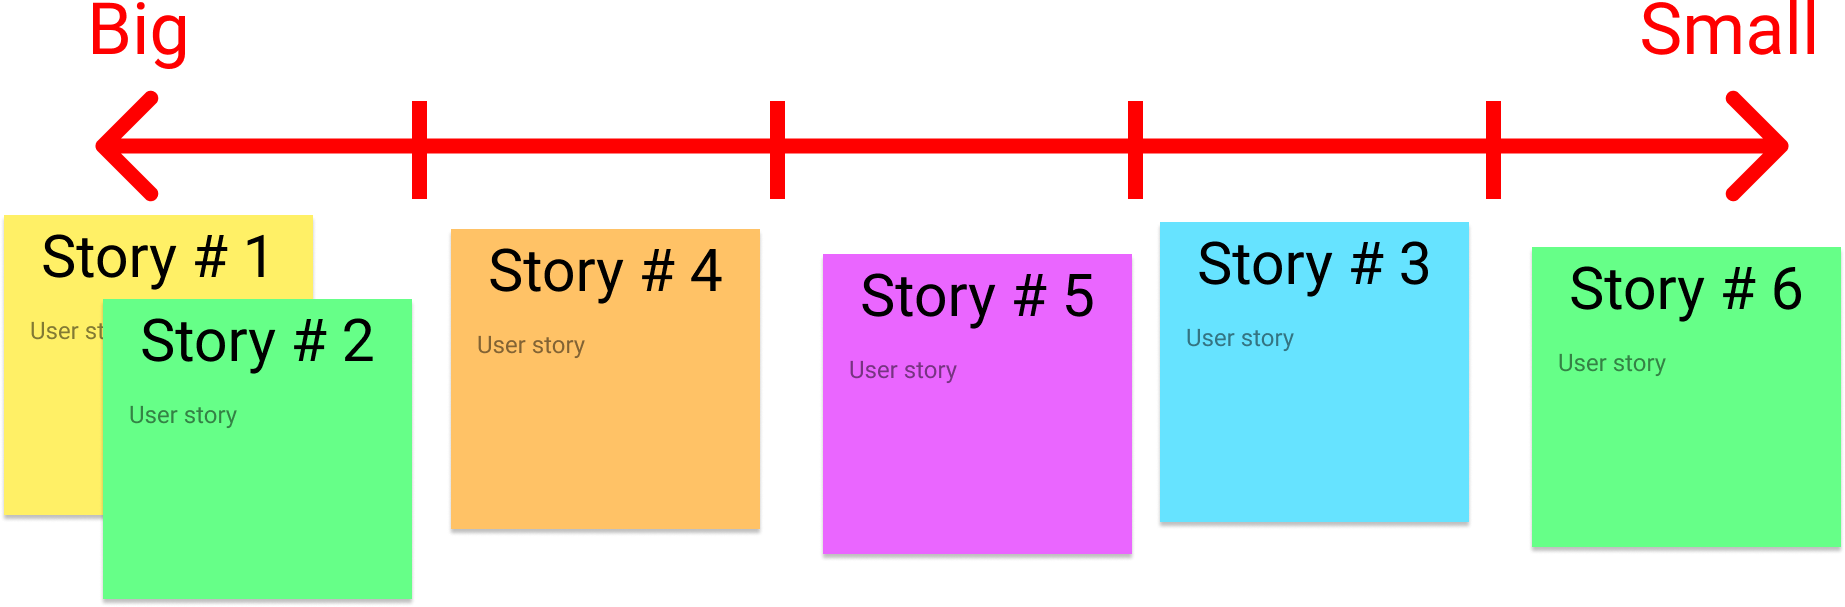 Big
Small
Story # 1
User st
Story # 2
User story
Story # 4
User story
Story # 5
User story
Story # 3
User story
Story # 6
User story